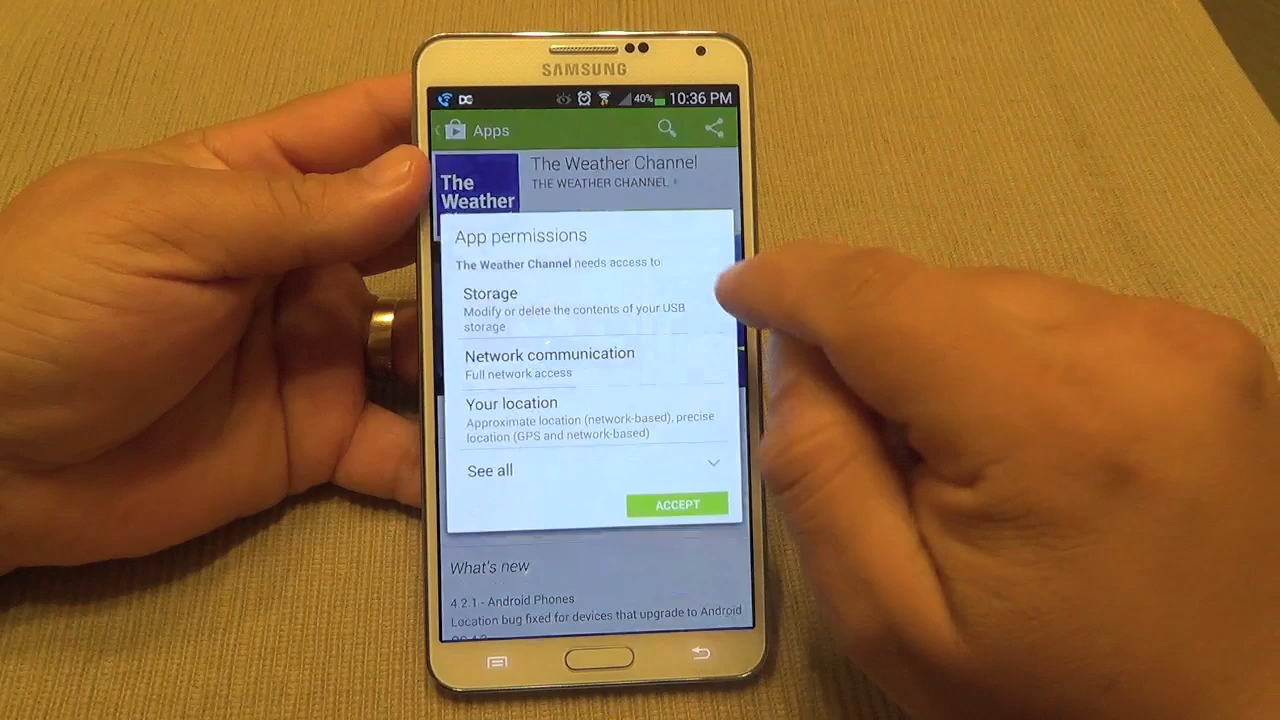 SAMSUNG
40% 10:36 PM
Apps
The Weather Channel
THE WEATHER CHANNEL
The
Weather
App permissions
The Weather Channel needs access to
Storage
Modify or delete the contents of your USB
storage
Network communication
Full network access
Your location
Approximate location (network-based), precise
location (GPS and network-based)
See all
ACCEPT
What's new
4.2.1 - Android Phones
Location bug fixed for devices that upgrade to Android